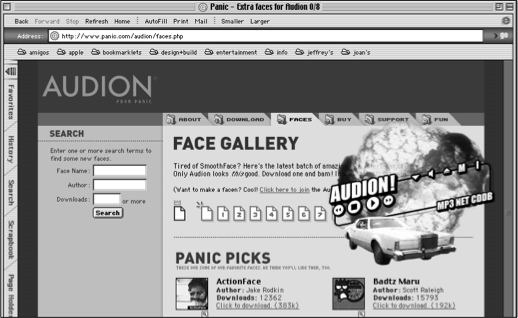 Panic – Extra faces for Audion 0/8
Back Forward Stop Refresh Home AutoFill Print Mail Smaller Larger
Address: http://www.panic.com/audion/faces.php
amigos apple bookmarklets design+build entertainment info jeffrey's joan's
Favorites
History
Search
Scrapbook
Page Holder
AUDION
FROM PANIC
ABOUT DOWNLOAD FACES BUY SUPPORT FUN
SEARCH
Enter one or more search terms to
find some new faces.
Face Name:
Author:
Downloads: or more
Search
FACE GALLERY
Tired of SmoothFace? Here's the latest batch of
Only Audion looks this good. Download one and
(Want to make a facen? Cool! Click here to join the
1 2 3 4 5 6 7
AUDION!
MP3 NET CDDB
PANIC PICKS
THESE ARE SOME OF OUR FAVORITE FACES. WE THINK YOU'LL LIKE THEM, TOO.
ActionFace
Author: Jake Rodkin
Downloads: 12362
Click to download. (383k)
Badtz Maru
Author: Scott Raleigh
Downloads: 15793
Click to download. (192k)